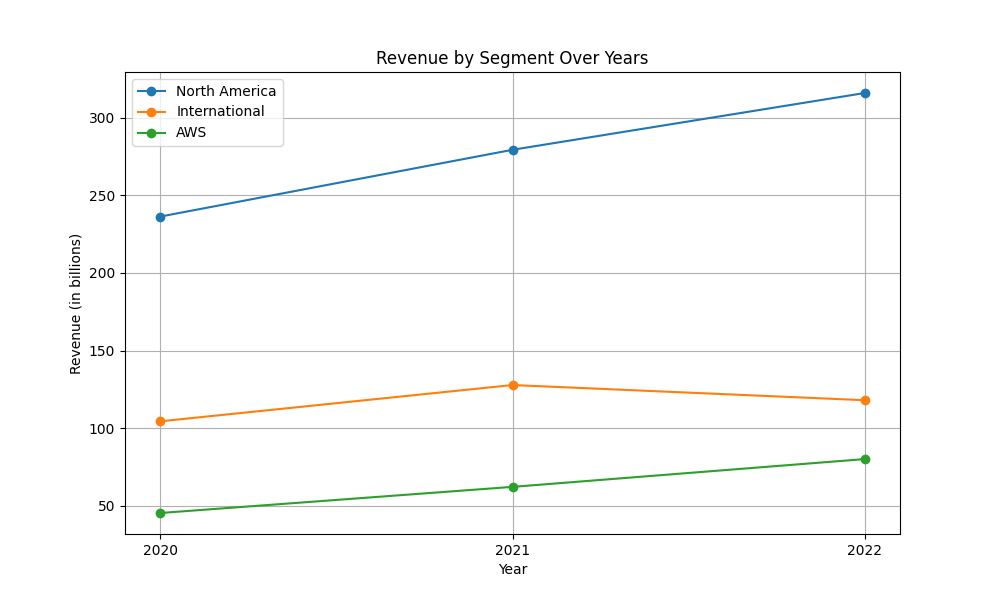 Revenue by Segment Over Years
North America
International
AWS
Revenue (in billions)
300
250
200
150
100
50
2020 2021 2022
Year